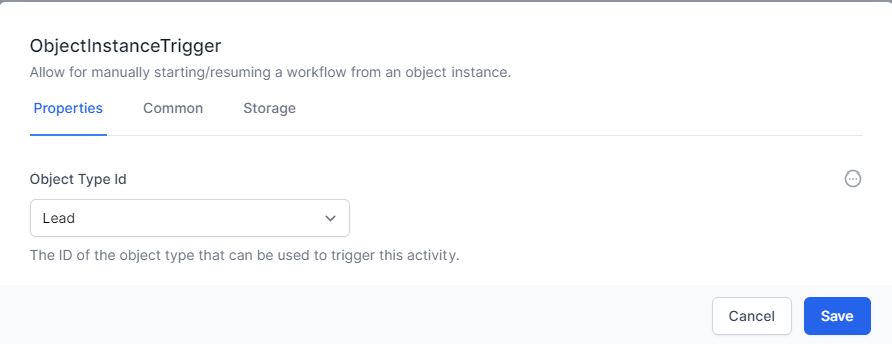 ObjectInstanceTrigger
Allow for manually starting/resuming a workflow from an object instance.
Properties Common Storage
Object Type Id
Lead
The ID of the object type that can be used to trigger this activity.
Cancel Save